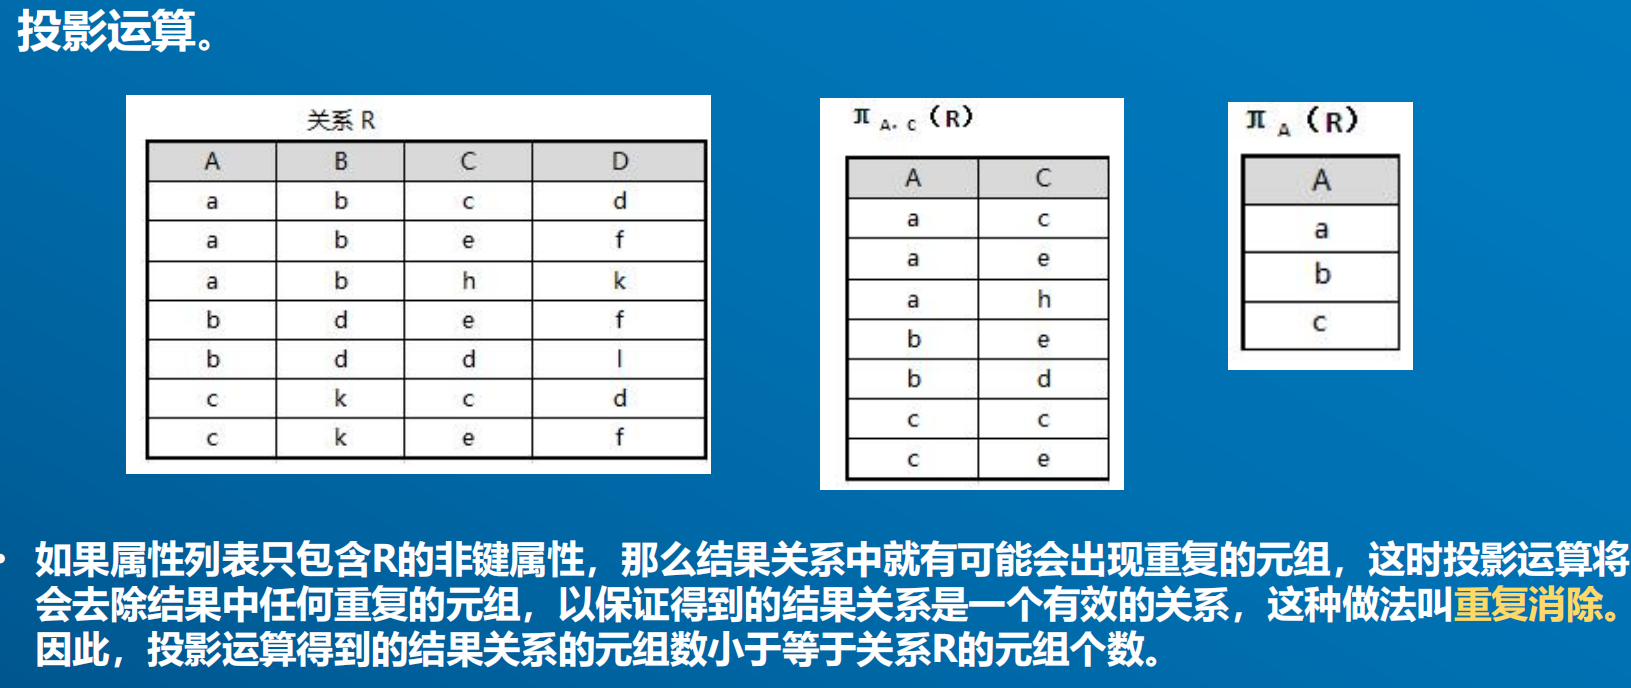 投影运算。
关系 R
A B C D
a b c d
a b e f
a b h k
b d e f
b d d l
c k c d
c k e f
π A, C (R)
A C
a c
a e
a h
b e
b d
c c
c e
π A (R)
A
a
b
c
• 如果属性列表只包含R的非键属性，那么结果关系中就有可能会出现重复的元组，这时投影运算将
会去除结果中任何重复的元组，以保证得到的结果关系是一个有效的关系，这种做法叫重复消除。
因此，投影运算得到的结果关系的元组数小于等于关系R的元组个数。